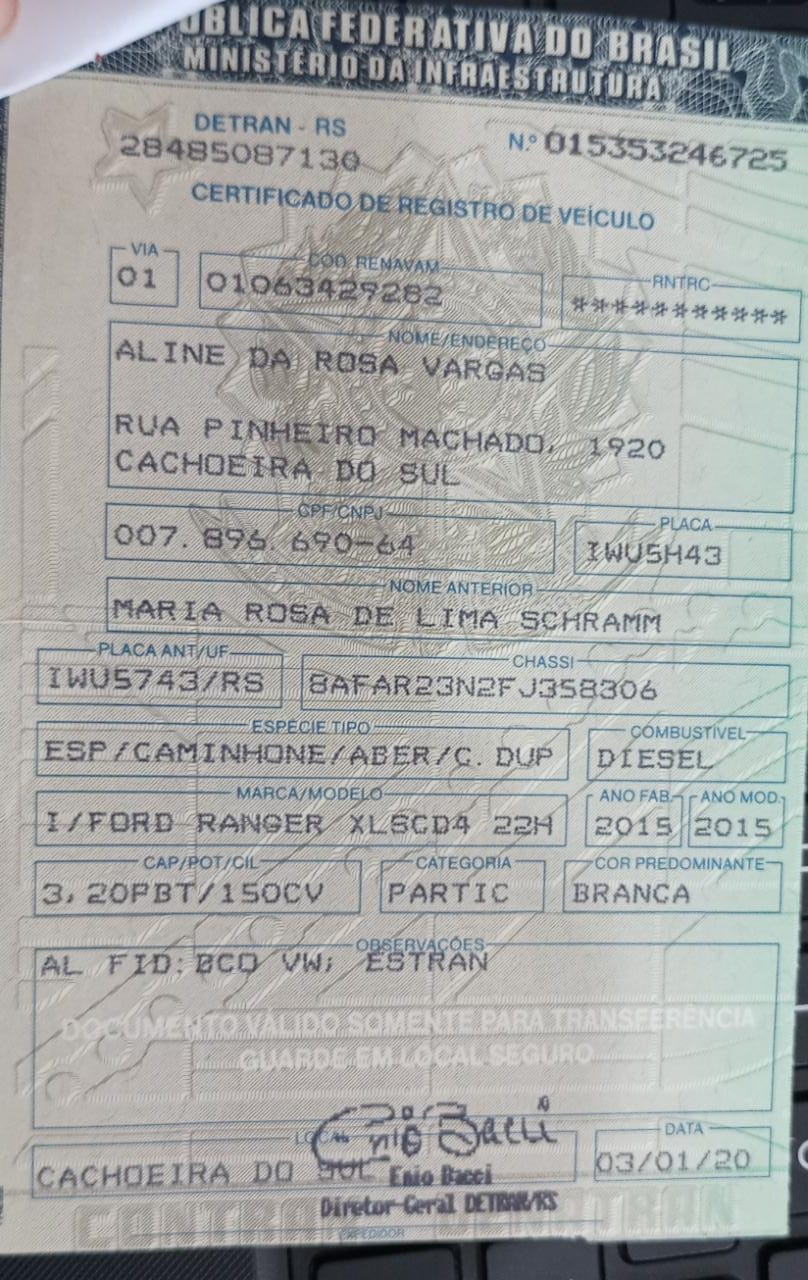 PÚBLICA FEDERATIVA DO BRASIL
MINISTÉRIO DA INFRAESTRUTURA
DETRAN - RS
28485087130
N.º 015353246725
CERTIFICADO DE REGISTRO DE VEÍCULO
VIA
01
CÓD. RENAVAM
01063429282
RNTRC
***********
NOME/ENDEREÇO
ALINE DA ROSA VARGAS
RUA PINHEIRO MACHADO, 1920
CACHOEIRA DO SUL
CPF/CNPJ
007.896.690-64
PLACA
IWU5H43
NOME ANTERIOR
MARIA ROSA DE LIMA SCHRAMM
PLACA ANT/UF
IWU5743/RS
CHASSI
8AFAR23N2FJ358306
ESPÉCIE TIPO
ESP/CAMINHONE/ABER/C. DUP
COMBUSTÍVEL
DIESEL
MARCA/MODELO
I/FORD RANGER XLSCD4 22H
ANO FAB.
2015
ANO MOD.
2015
CAP/POT/CIL
3,20PBT/150CV
CATEGORIA
PARTIC
COR PREDOMINANTE
BRANCA
OBSERVAÇÕES
AL FID: BCO VW; ESTRAN
DOCUMENTO VÁLIDO SOMENTE PARA TRANSFERÊNCIA
GUARDE EM LOCAL SEGURO
LOCAL
CACHOEIRA DO SUL
Enio Bacci
Diretor-Geral DETRAN/RS
DATA
03/01/20
EXPEDIDOR